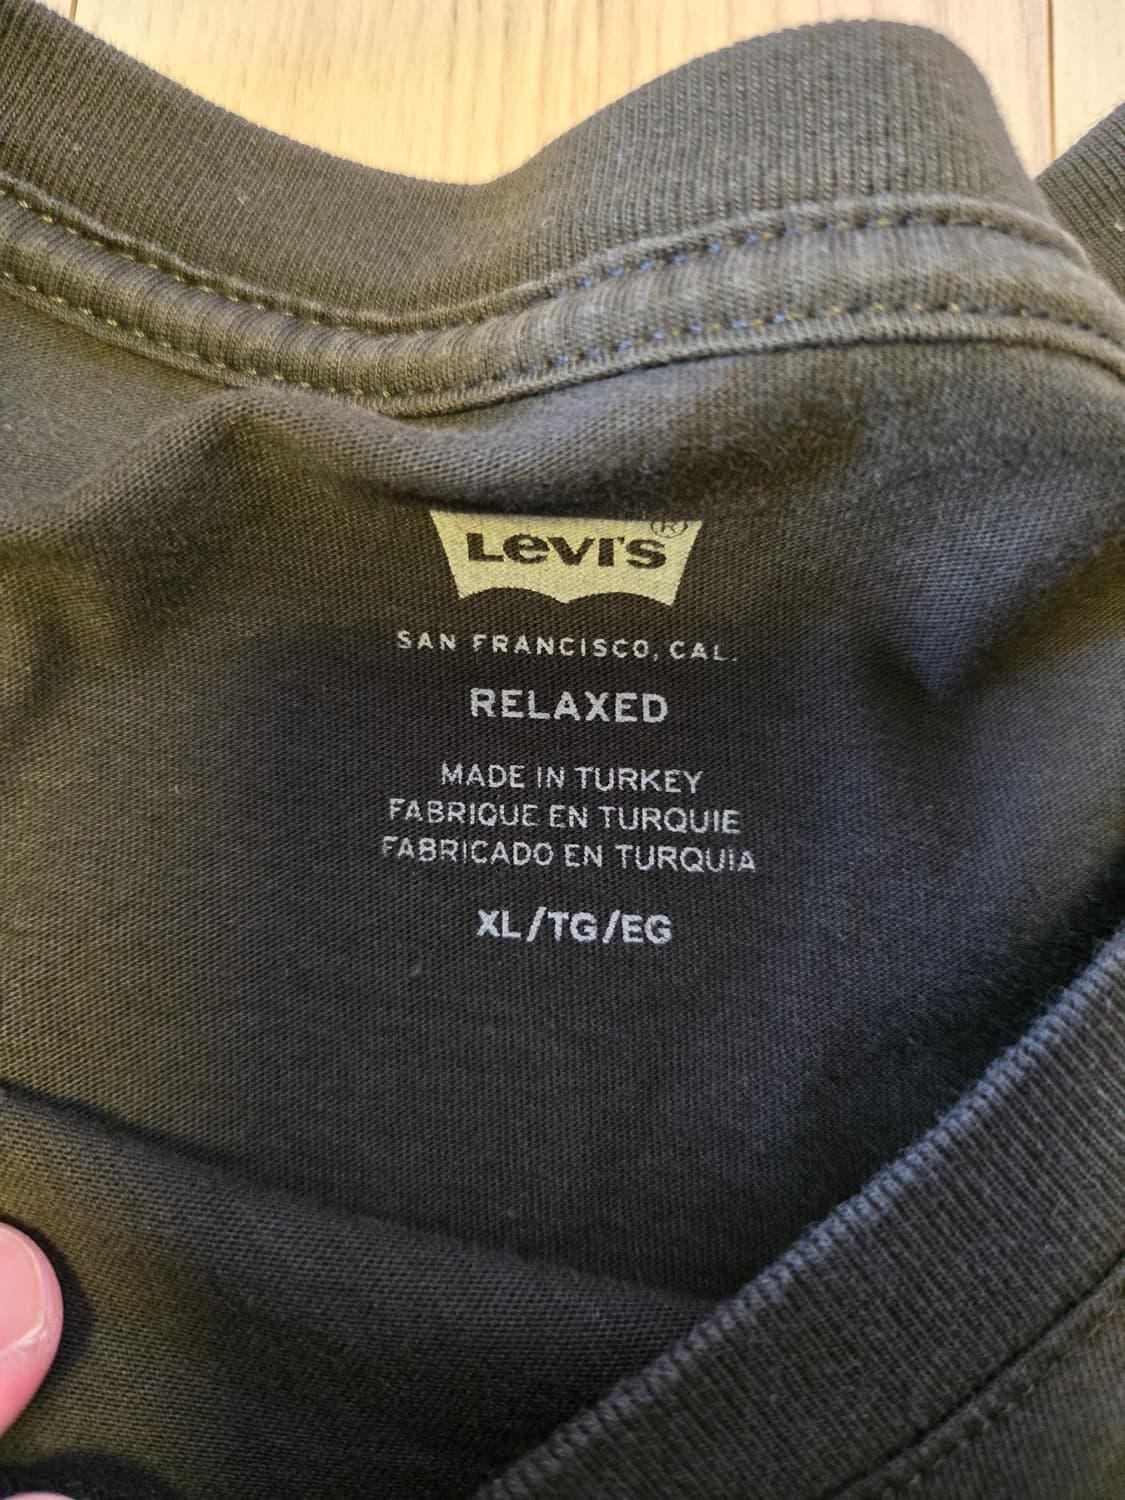 Levi's ®
SAN FRANCISCO, CAL.
RELAXED
MADE IN TURKEY
FABRIQUE EN TURQUIE
FABRICADO EN TURQUIA
XL/TG/EG